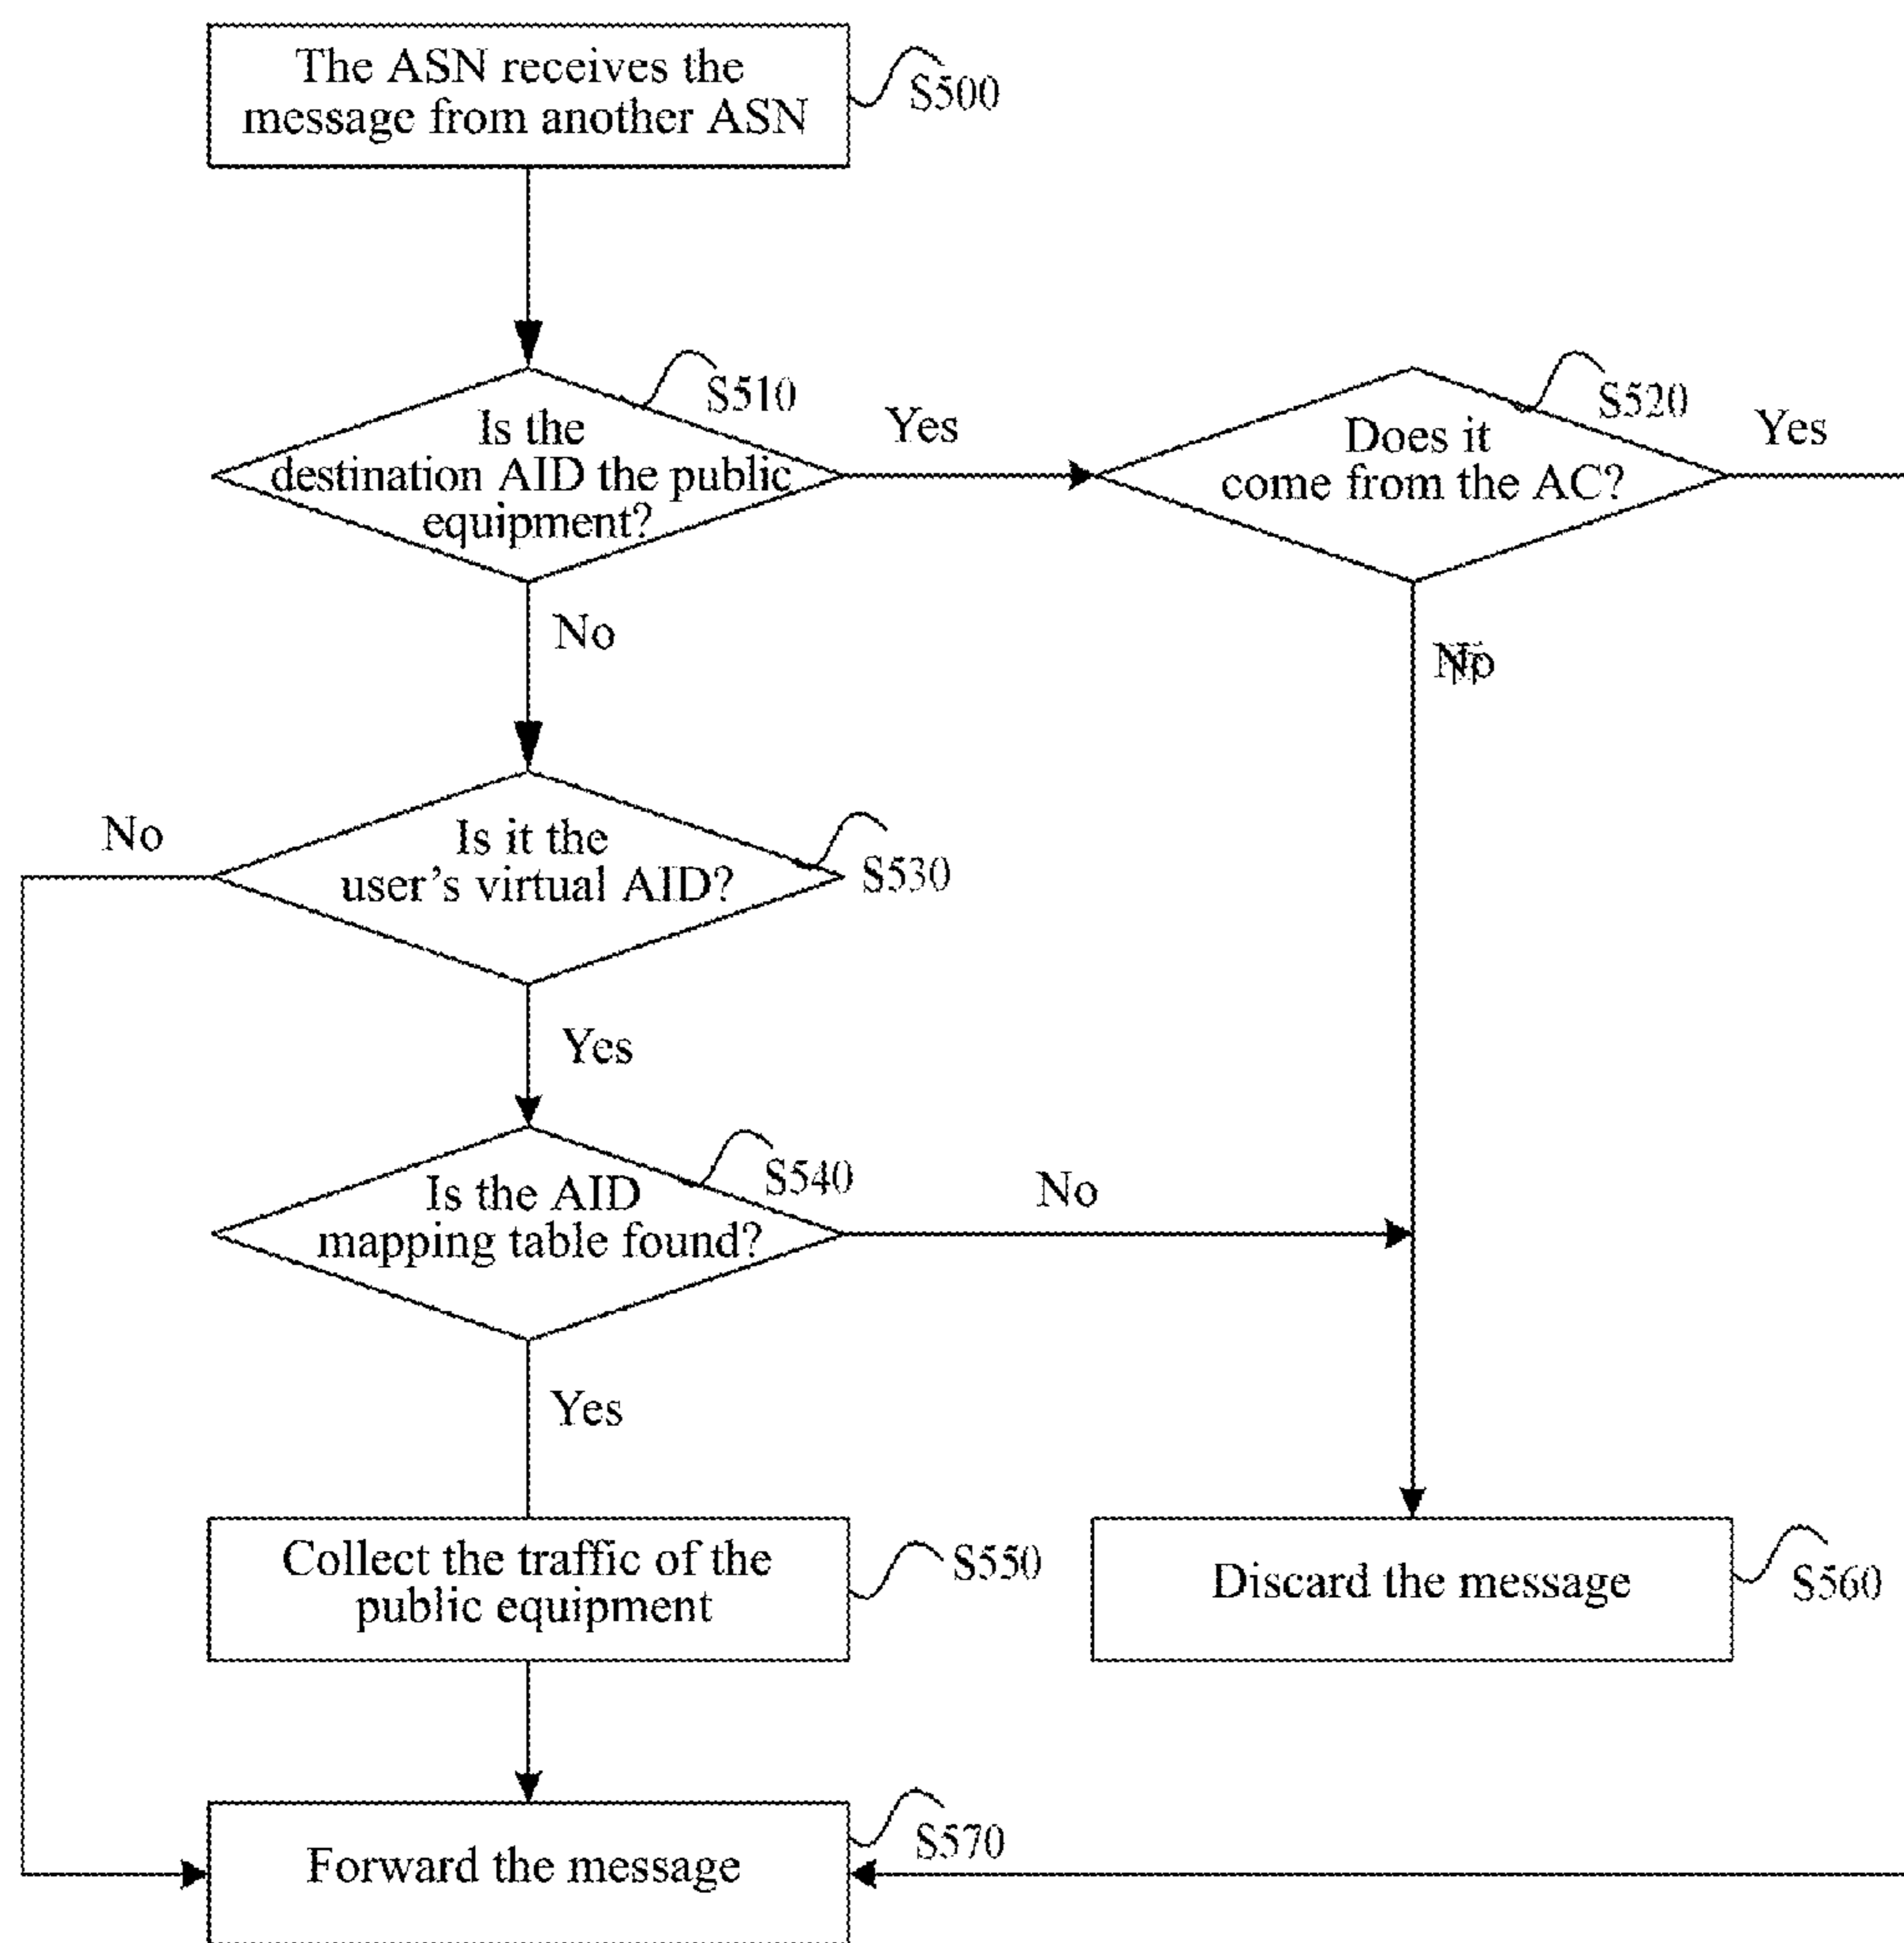 The ASN receives the
message from another ASN
S500
Is the
destination AID the public
equipment?
S510
Yes
Does it
come from the AC?
S520
Yes
No
No
Is it the
user's virtual AID?
S530
No
Yes
Is the AID
mapping table found?
S540
No
Yes
Collect the traffic of the
public equipment
S550
Discard the message
S560
Forward the message
S570